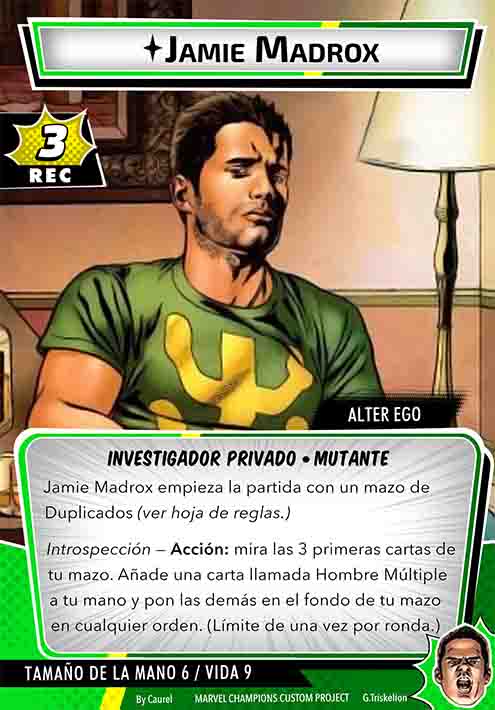 JAMIE MADROX
3
REC
ALTER EGO
INVESTIGADOR PRIVADO • MUTANTE
Jamie Madrox empieza la partida con un mazo de
Duplicados (ver hoja de reglas.)
Introspección — Acción: mira las 3 primeras cartas de
tu mazo. Añade una carta llamada Hombre Múltiple
a tu mano y pon las demás en el fondo de tu mazo
en cualquier orden. (Límite de una vez por ronda.)
TAMAÑO DE LA MANO 6 / VIDA 9
By Caurel MARVEL CHAMPIONS CUSTOM PROJECT G.Triskelion